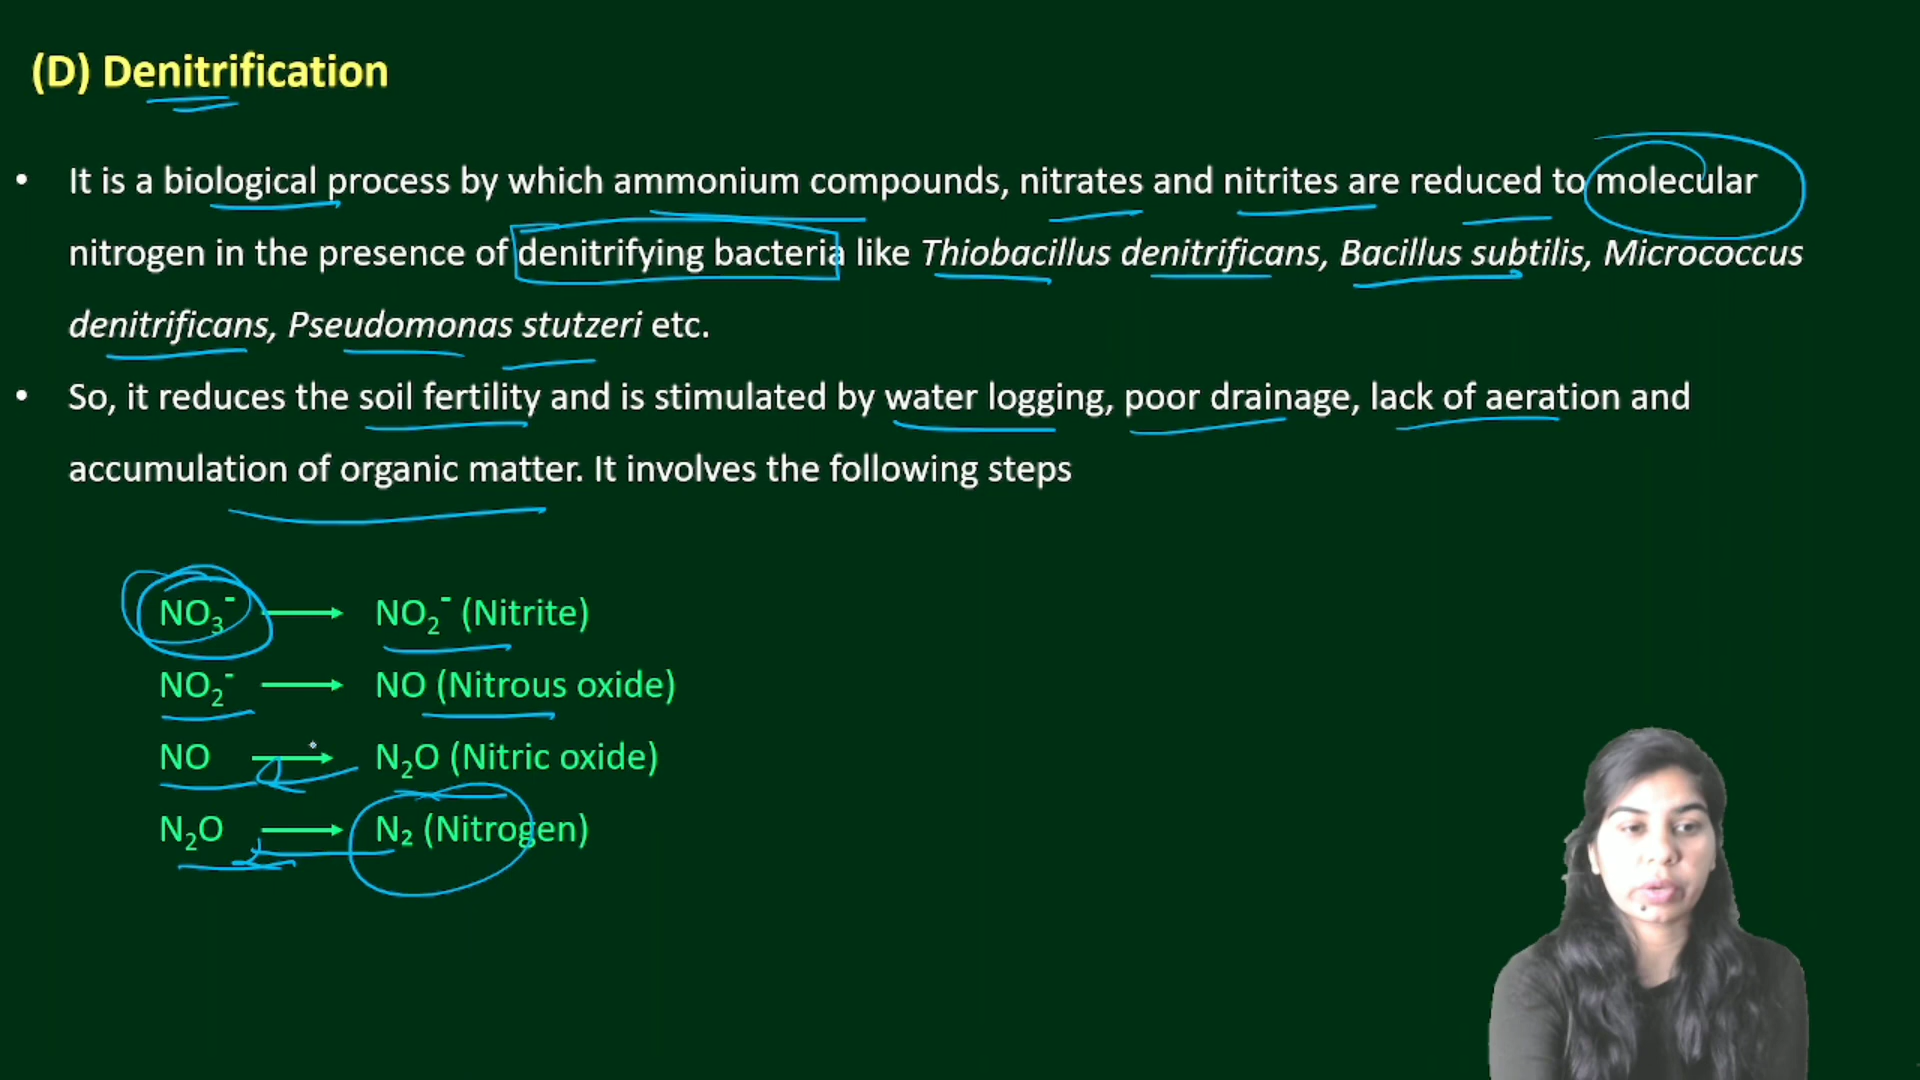 (D) Denitrification
• It is a biological process by which ammonium compounds, nitrates and nitrites are reduced to molecular
nitrogen in the presence of denitrifying bacteria like Thiobacillus denitrificans, Bacillus subtilis, Micrococcus
denitrificans, Pseudomonas stutzeri etc.
• So, it reduces the soil fertility and is stimulated by water logging, poor drainage, lack of aeration and
accumulation of organic matter. It involves the following steps
NO₃⁻ → NO₂⁻ (Nitrite)
NO₂⁻ → NO (Nitrous oxide)
NO → N₂O (Nitric oxide)
N₂O → N₂ (Nitrogen)